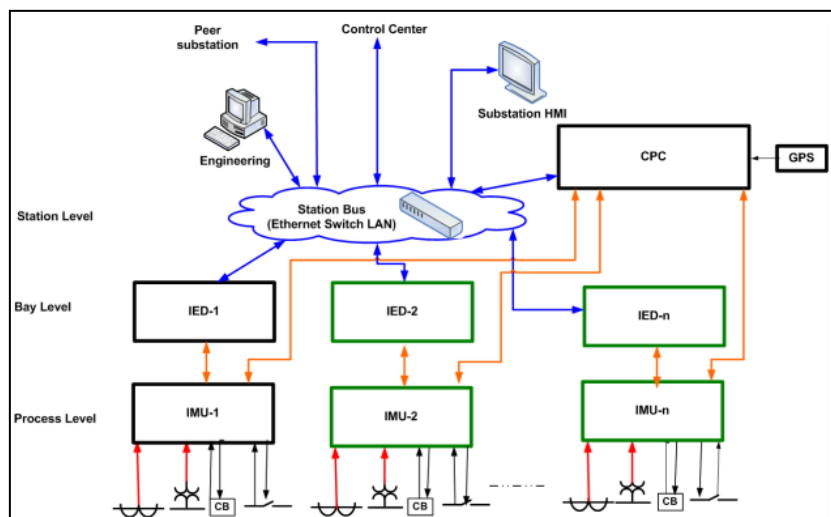 Peer
substation
Control Center
Substation HMI
Engineering
CPC
GPS
Station Level
Station Bus
(Ethernet Switch LAN)
Bay Level
IED-1
IED-2
IED-n
Process Level
IMU-1
IMU-2
IMU-n
CB
CB
CB